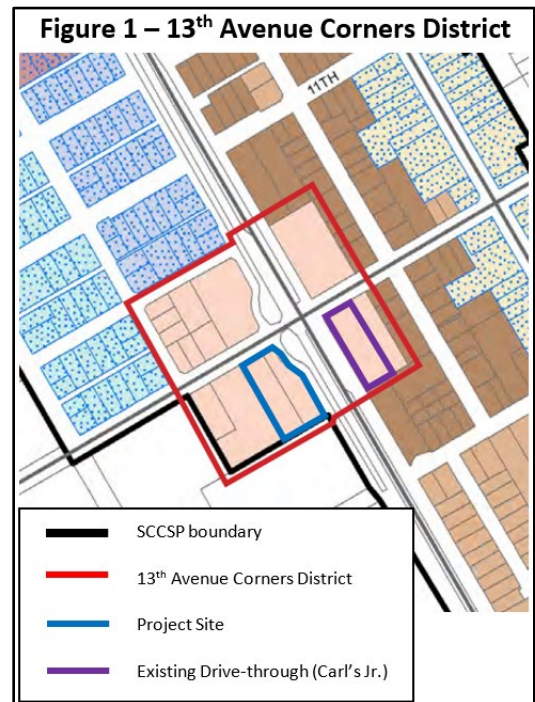 Figure 1 – 13th Avenue Corners District
11TH
SCCSP boundary
13th Avenue Corners District
Project Site
Existing Drive-through (Carl's Jr.)